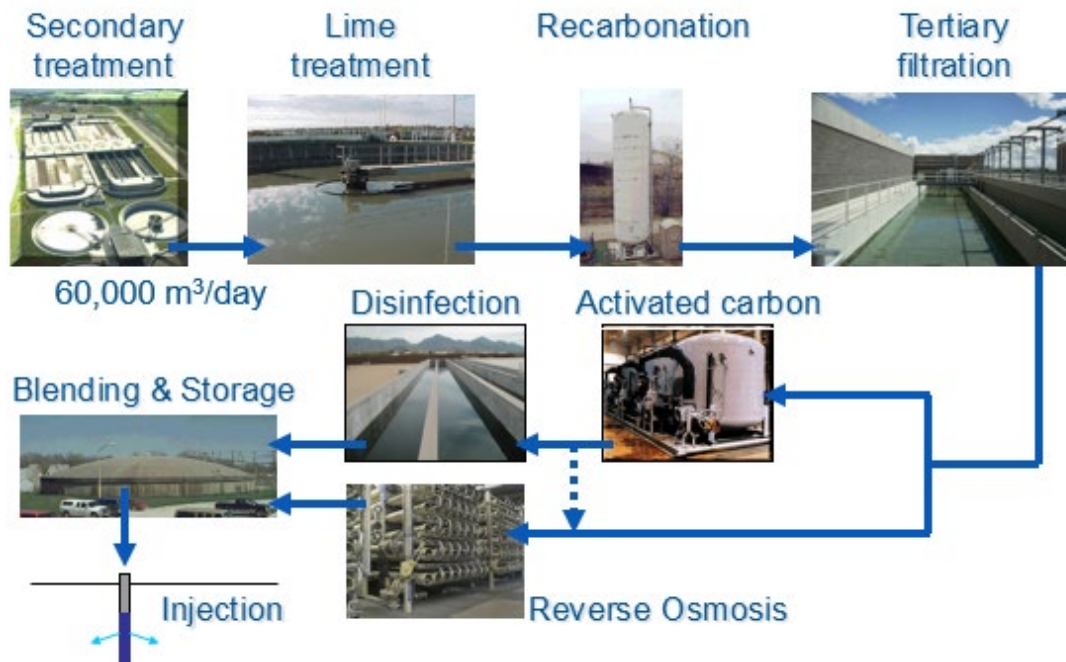 Secondary
treatment
Lime
treatment
Recarbonation
Tertiary
filtration
60,000 m³/day
Disinfection
Activated carbon
Blending & Storage
Injection
Reverse Osmosis